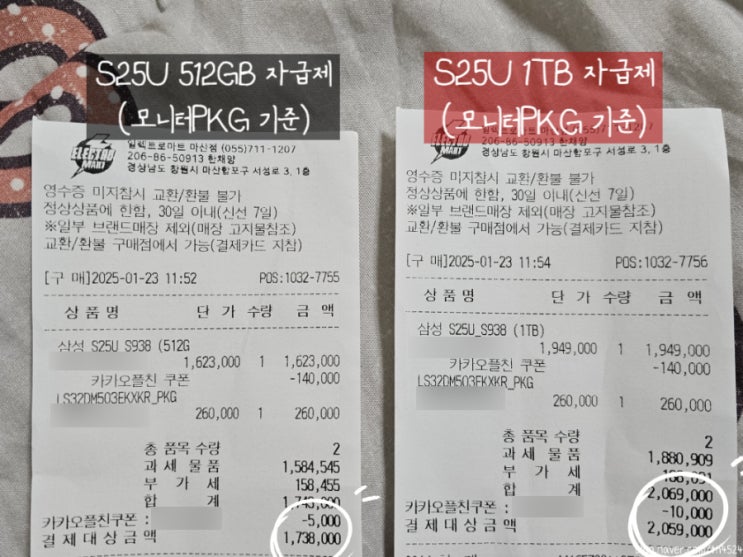 S25U 512GB 자급제
(모니터PKG 기준)
ELECTRO MART
일렉트로마트 마산점 (055)711-1207
206-86-50913 한채양
경상남도 창원시 마산합포구 서성로 3, 1층
영수증 미지참시 교환/환불 불가
정상상품에 한함, 30일 이내(신선 7일)
※일부 브랜드매장 제외(매장 고지물참조)
교환/환불 구매점에서 가능(결제카드 지참)
[구 매]2025-01-23 11:52 POS:1032-7755
상 품 명 단 가 수량 금 액
삼성 S25U S938 (512G
1,623,000 1 1,623,000
카카오플친 쿠폰 -140,000
LS32DM503EKXKR_PKG
260,000 1 260,000
총 품목 수량 2
과 세 물 품 1,584,545
부 가 세 158,455
합 계 1,743,000
카카오플친쿠폰 :
-5,000
결 제 대 상 금 액 1,738,000
S25U 1TB 자급제
(모니터PKG 기준)
ELECTRO MART
일렉트로마트 마산점
206-86-50913 한채양
경상남도 창원시 마산합포구 서성로 3, 1층
영수증 미지참시 교환/환불 불가
정상상품에 한함, 30일 이내(신선 7일)
※일부 브랜드매장 제외(매장 고지물참조)
교환/환불 구매점에서 가능(결제카드 지참)
[구 매]2025-01-23 11:54 POS:1032-7756
상 품 명 단 가 수량 금 액
삼성 S25U_S938 (1TB)
1,949,000 1 1,949,000
카카오플친 쿠폰 -140,000
LS32DM503EKXKR_PKG
260,000 1 260,000
총 품목 수량 2
과 세 물 품 1,880,909
부 가 세
합 계 2,069,000
카카오플친쿠폰 : -10,000
결 제 대 상 금 액 2,059,000